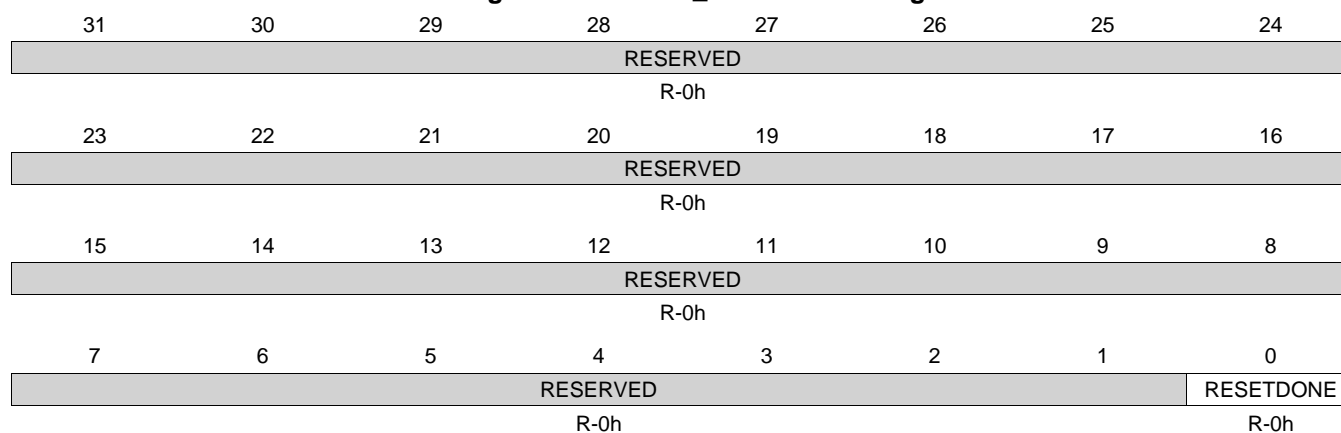 31 30 29 28 27 26 25 24
RESERVED
R-0h
23 22 21 20 19 18 17 16
RESERVED
R-0h
15 14 13 12 11 10 9 8
RESERVED
R-0h
7 6 5 4 3 2 1 0
RESERVED RESETDONE
R-0h R-0h